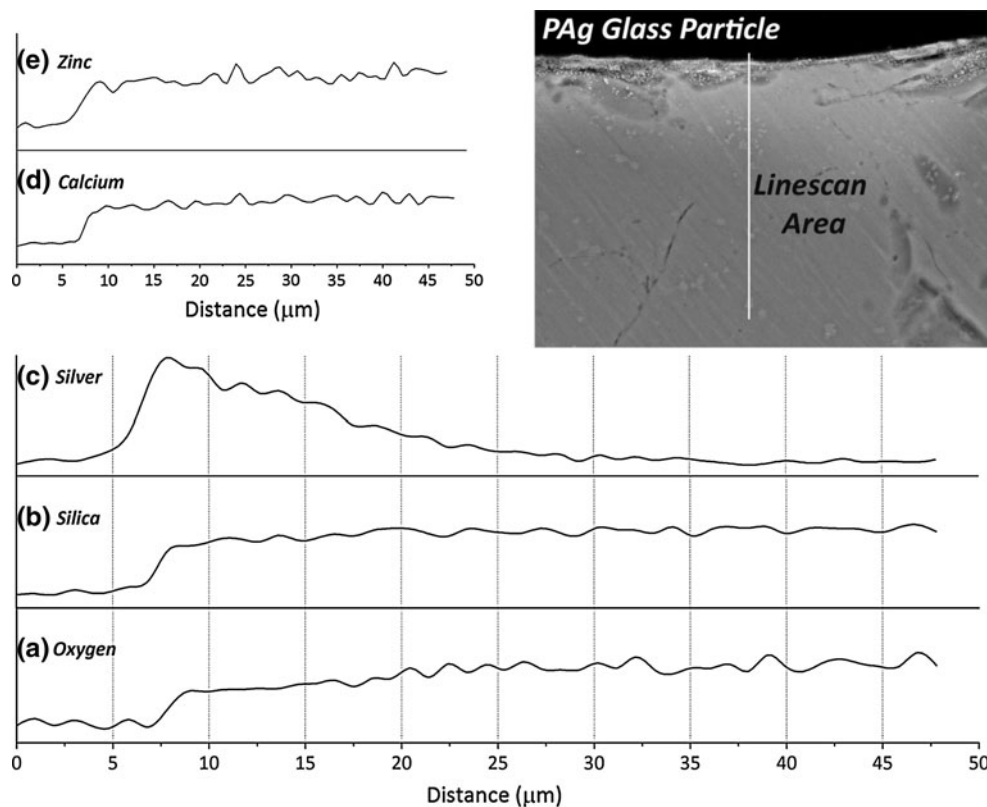 PAg Glass Particle
Linescan
Area
(e) Zinc
(d) Calcium
0 5 10 15 20 25 30 35 40 45 50
Distance (μm)
(c) Silver
(b) Silica
(a) Oxygen
0 5 10 15 20 25 30 35 40 45 50
Distance (μm)